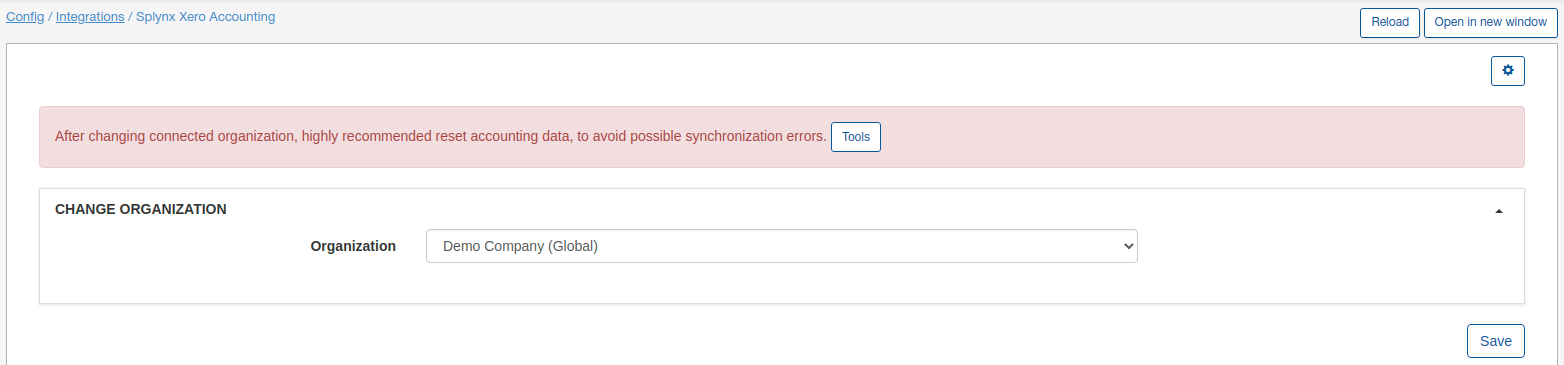 Config / Integrations / Splynx Xero Accounting
Reload
Open in new window
After changing connected organization, highly recommended reset accounting data, to avoid possible synchronization errors. Tools
CHANGE ORGANIZATION
Organization
Demo Company (Global)
Save